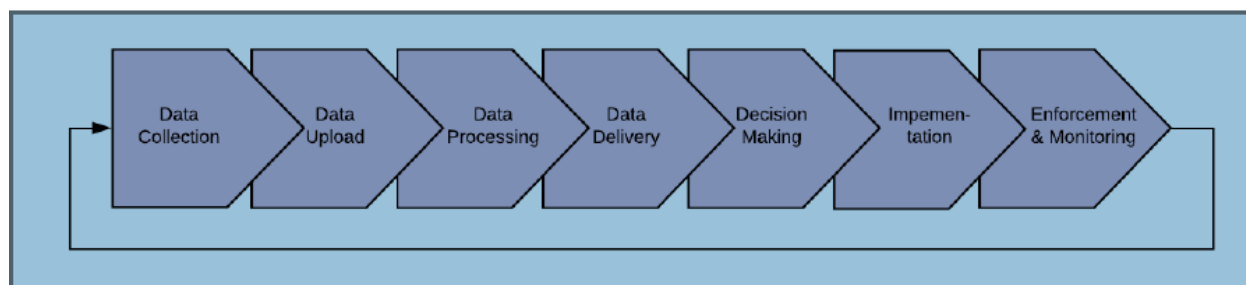 Data
Collection
Data
Upload
Data
Processing
Data
Delivery
Decision
Making
Impemen-
tation
Enforcement
& Monitoring